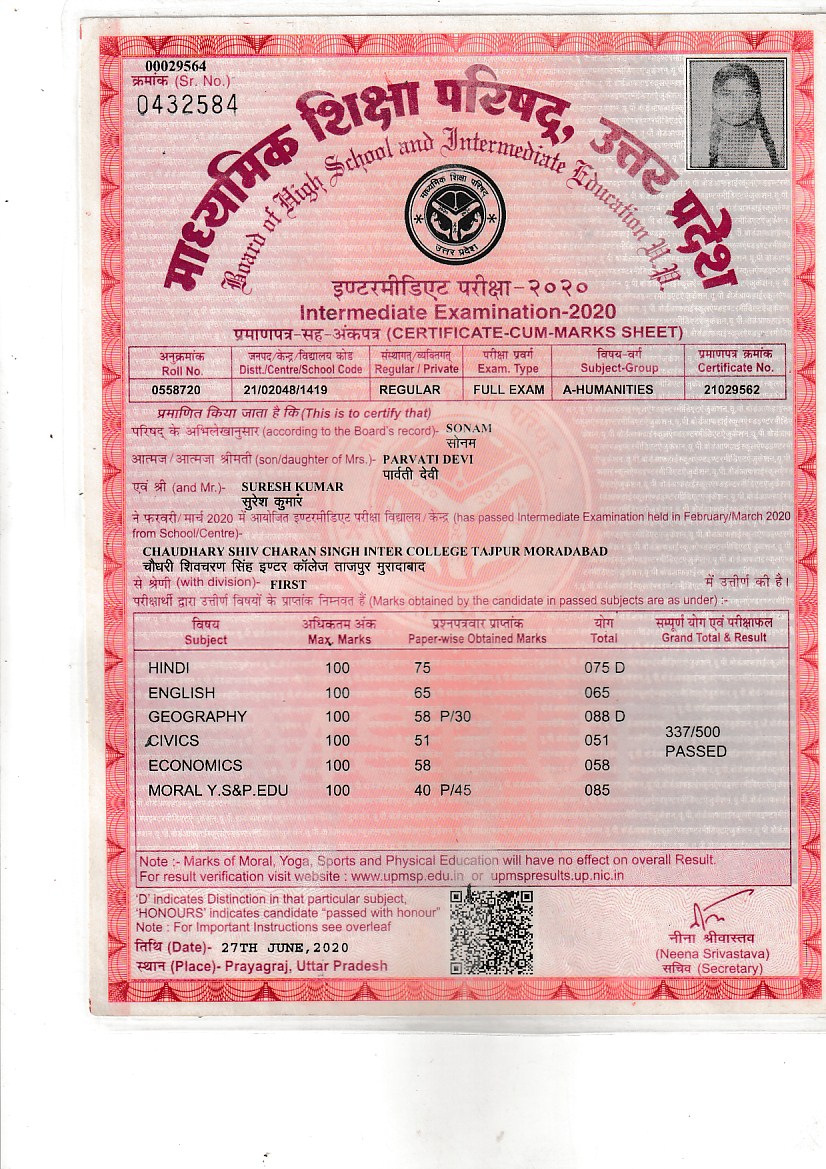 00029564
क्रमांक (Sr. No.)
0432584
माध्यमिक शिक्षा परिषद्, उत्तर प्रदेश
Board of High School and Intermediate Education U.P.
माध्यमिक शिक्षा परिषद्
उत्तर प्रदेश
इण्टरमीडिएट परीक्षा-२०२०
Intermediate Examination-2020
प्रमाणपत्र-सह-अंकपत्र (CERTIFICATE-CUM-MARKS SHEET)
अनुक्रमांक जनपद/केन्द्र/विद्यालय कोड संस्थागत/व्यक्तिगत परीक्षा प्रवर्ग विषय-वर्ग प्रमाणपत्र क्रमांक
Roll No. Distt./Centre/School Code Regular / Private Exam. Type Subject-Group Certificate No.
0558720 21/02048/1419 REGULAR FULL EXAM A-HUMANITIES 21029562
प्रमाणित किया जाता है कि (This is to certify that)
परिषद् के अभिलेखानुसार (according to the Board's record)- SONAM
सोनम
आत्मज/आत्मजा श्रीमती (son/daughter of Mrs.)- PARVATI DEVI
पार्वती देवी
एवं श्री (and Mr.)- SURESH KUMAR
सुरेश कुमार
ने फरवरी/मार्च 2020 में आयोजित इण्टरमीडिएट परीक्षा विद्यालय/केन्द्र (has passed Intermediate Examination held in February/March 2020
from School/Centre)-
CHAUDHARY SHIV CHARAN SINGH INTER COLLEGE TAJPUR MORADABAD
चौधरी शिवचरण सिंह इण्टर कॉलेज ताजपुर मुरादाबाद
से श्रेणी (with division)- FIRST में उत्तीर्ण की है।
परीक्षार्थी द्वारा उत्तीर्ण विषयों के प्राप्तांक निम्नवत हैं (Marks obtained by the candidate in passed subjects are as under) :-
विषय अधिकतम अंक प्रश्नपत्रवार प्राप्तांक योग सम्पूर्ण योग एवं परीक्षाफल
Subject Max. Marks Paper-wise Obtained Marks Total Grand Total & Result
HINDI 100 75 075 D
ENGLISH 100 65 065
GEOGRAPHY 100 58 P/30 088 D
CIVICS 100 51 051
337/500
PASSED
ECONOMICS 100 58 058
MORAL Y.S&P.EDU 100 40 P/45 085
Note :- Marks of Moral, Yoga, Sports and Physical Education will have no effect on overall Result.
For result verification visit website : www.upmsp.edu.in or upmspresults.up.nic.in
'D' indicates Distinction in that particular subject,
'HONOURS' indicates candidate "passed with honour"
Note : For Important Instructions see overleaf
तिथि (Date)- 27TH JUNE,2020
स्थान (Place)- Prayagraj, Uttar Pradesh
नीना श्रीवास्तव
(Neena Srivastava)
सचिव (Secretary)